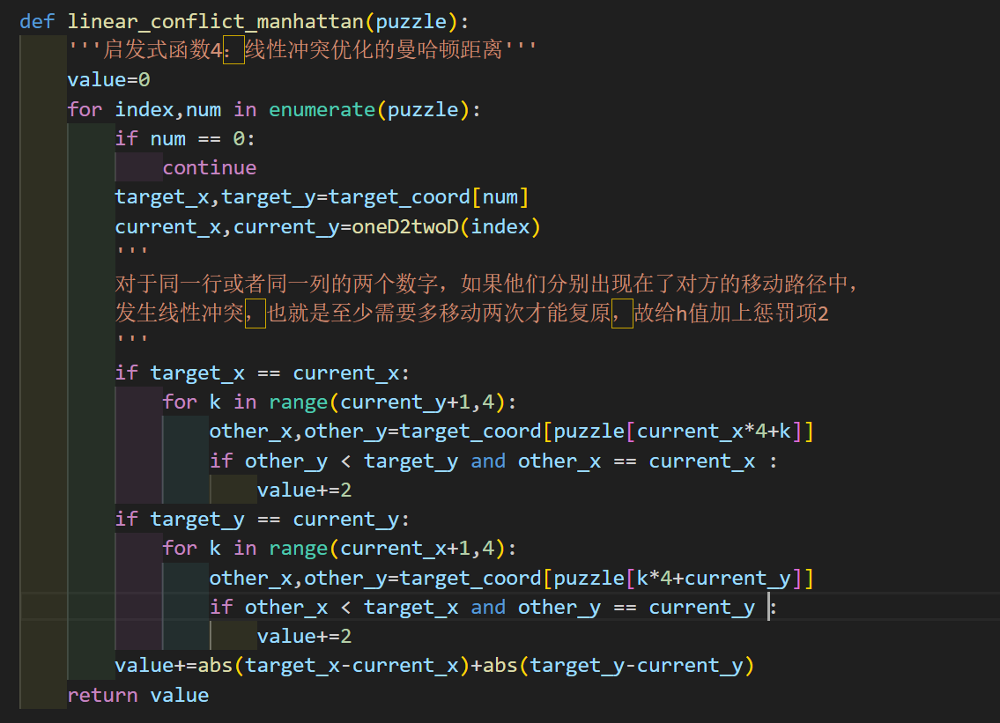 def linear_conflict_manhattan(puzzle):
'''启发式函数4：线性冲突优化的曼哈顿距离'''
value=0
for index,num in enumerate(puzzle):
if num == 0:
continue
target_x,target_y=target_coord[num]
current_x,current_y=oneD2twoD(index)
'''
对于同一行或者同一列的两个数字，如果他们分别出现在了对方的移动路径中，
发生线性冲突，也就是至少需要多移动两次才能复原，故给h值加上惩罚项2
'''
if target_x == current_x:
for k in range(current_y+1,4):
other_x,other_y=target_coord[puzzle[current_x*4+k]]
if other_y < target_y and other_x == current_x :
value+=2
if target_y == current_y:
for k in range(current_x+1,4):
other_x,other_y=target_coord[puzzle[k*4+current_y]]
if other_x < target_x and other_y == current_y :
value+=2
value+=abs(target_x-current_x)+abs(target_y-current_y)
return value